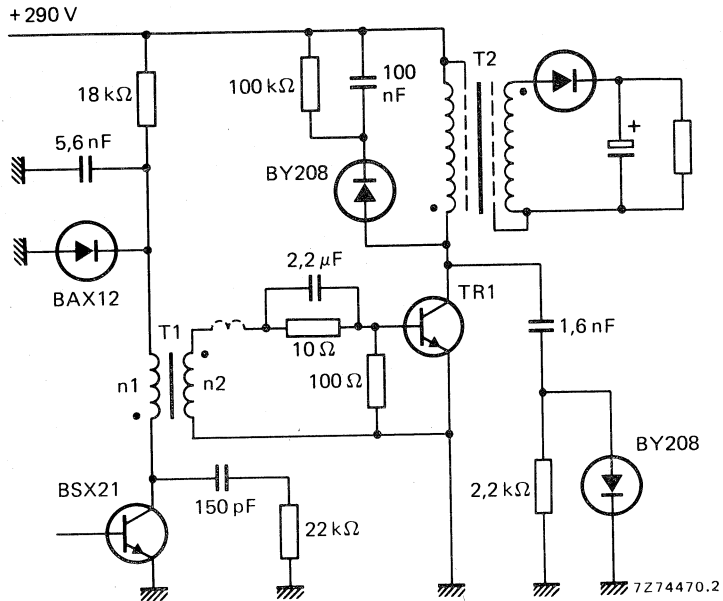 +290 V
18 kΩ
5,6 nF
BAX12
100 kΩ
100
nF
BY208
T2
+
2,2 µF
10 Ω
100 Ω
TR1
1,6 nF
T1
n1
n2
BSX21
150 pF
22 kΩ
2,2 kΩ
BY208
7Z74470.2